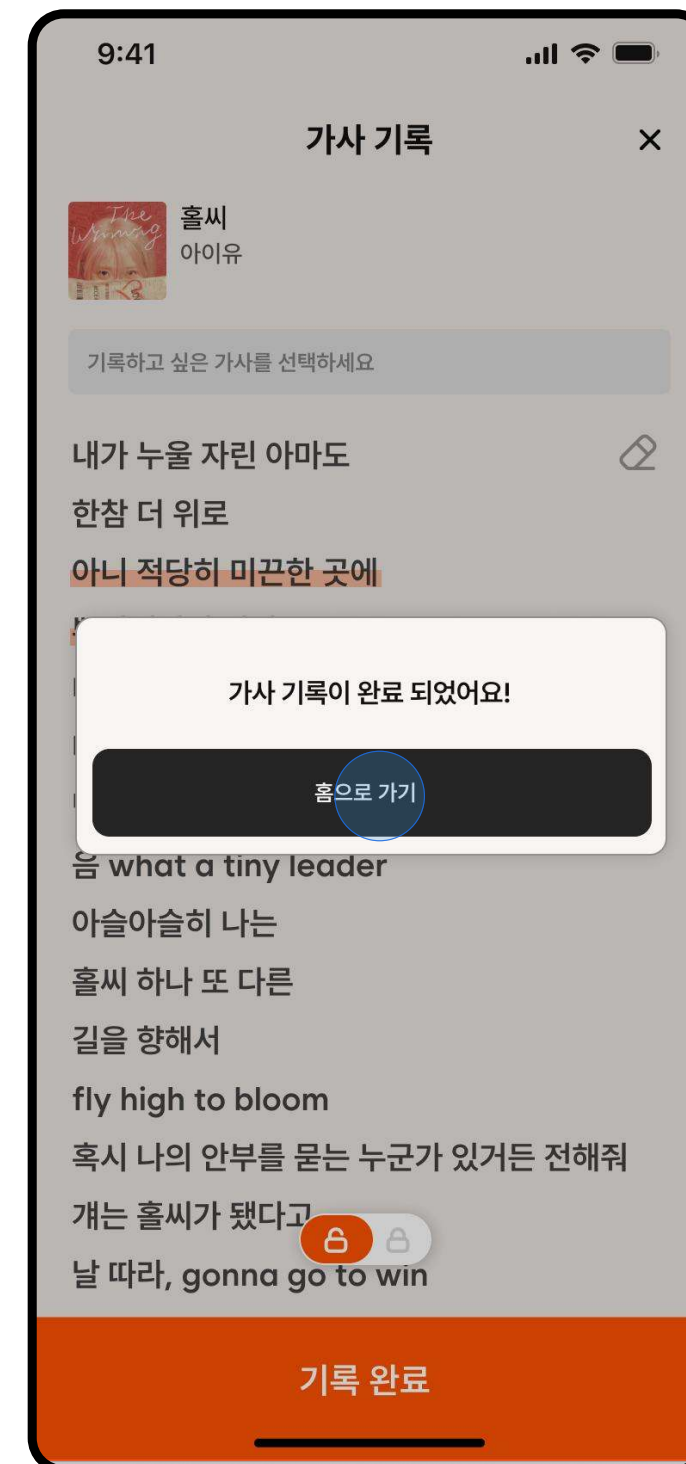 9:41
가사 기록
The
Winning
홀씨
아이유
기록하고 싶은 가사를 선택하세요
내가 누울 자린 아마도
한참 더 위로
아니 적당히 미끈한 곳에
가사 기록이 완료 되었어요!
홈으로 가기
음 what a tiny leader
아슬아슬히 나는
홀씨 하나 또 다른
길을 향해서
fly high to bloom
혹시 나의 안부를 묻는 누군가 있거든 전해줘
걔는 홀씨가 됐다고
날 따라, gonna go to win
기록 완료